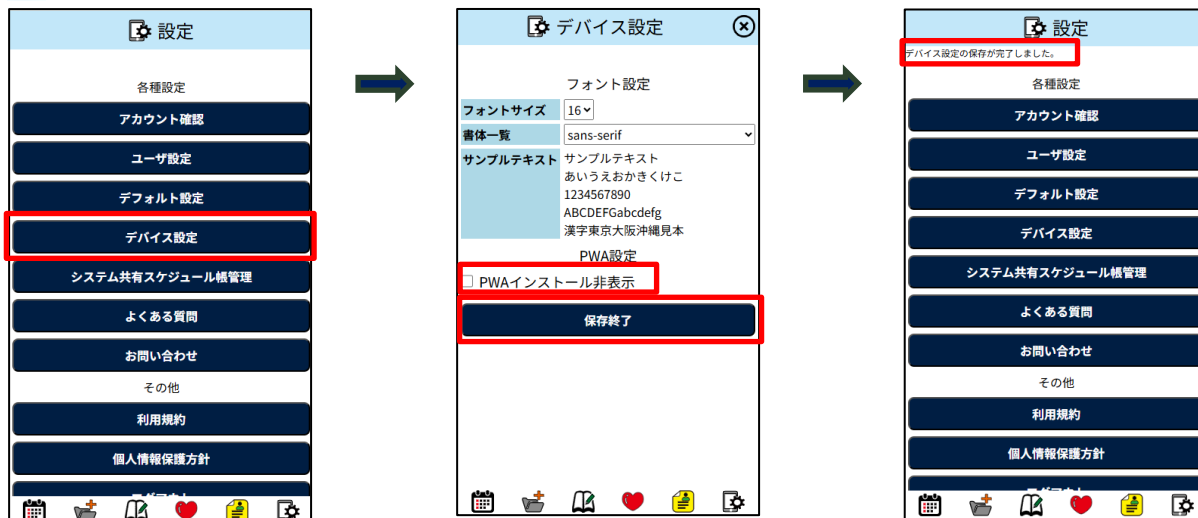 設定
各種設定
アカウント確認
ユーザ設定
デフォルト設定
デバイス設定
システム共有スケジュール帳管理
よくある質問
お問い合わせ
その他
利用規約
個人情報保護方針
デバイス設定
フォント設定
フォントサイズ 16
書体一覧 sans-serif
サンプルテキスト サンプルテキスト
あいうえおかきくけこ
1234567890
ABCDEFGabcdefg
漢字東京大阪沖縄見本
PWA設定
PWAインストール非表示
保存終了
設定
デバイス設定の保存が完了しました。
各種設定
アカウント確認
ユーザ設定
デフォルト設定
デバイス設定
システム共有スケジュール帳管理
よくある質問
お問い合わせ
その他
利用規約
個人情報保護方針